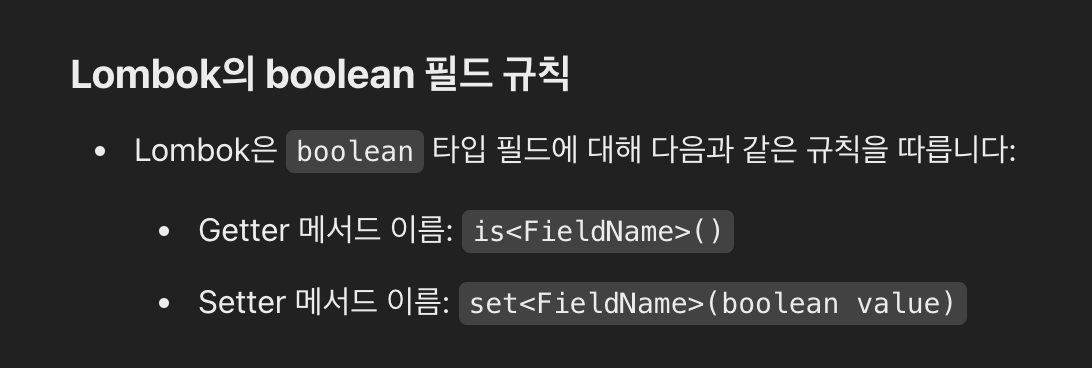 Lombok의 boolean 필드 규칙
Lombok은 boolean 타입 필드에 대해 다음과 같은 규칙을 따릅니다:
Getter 메서드 이름: is<FieldName>()
Setter 메서드 이름: set<FieldName>(boolean value)